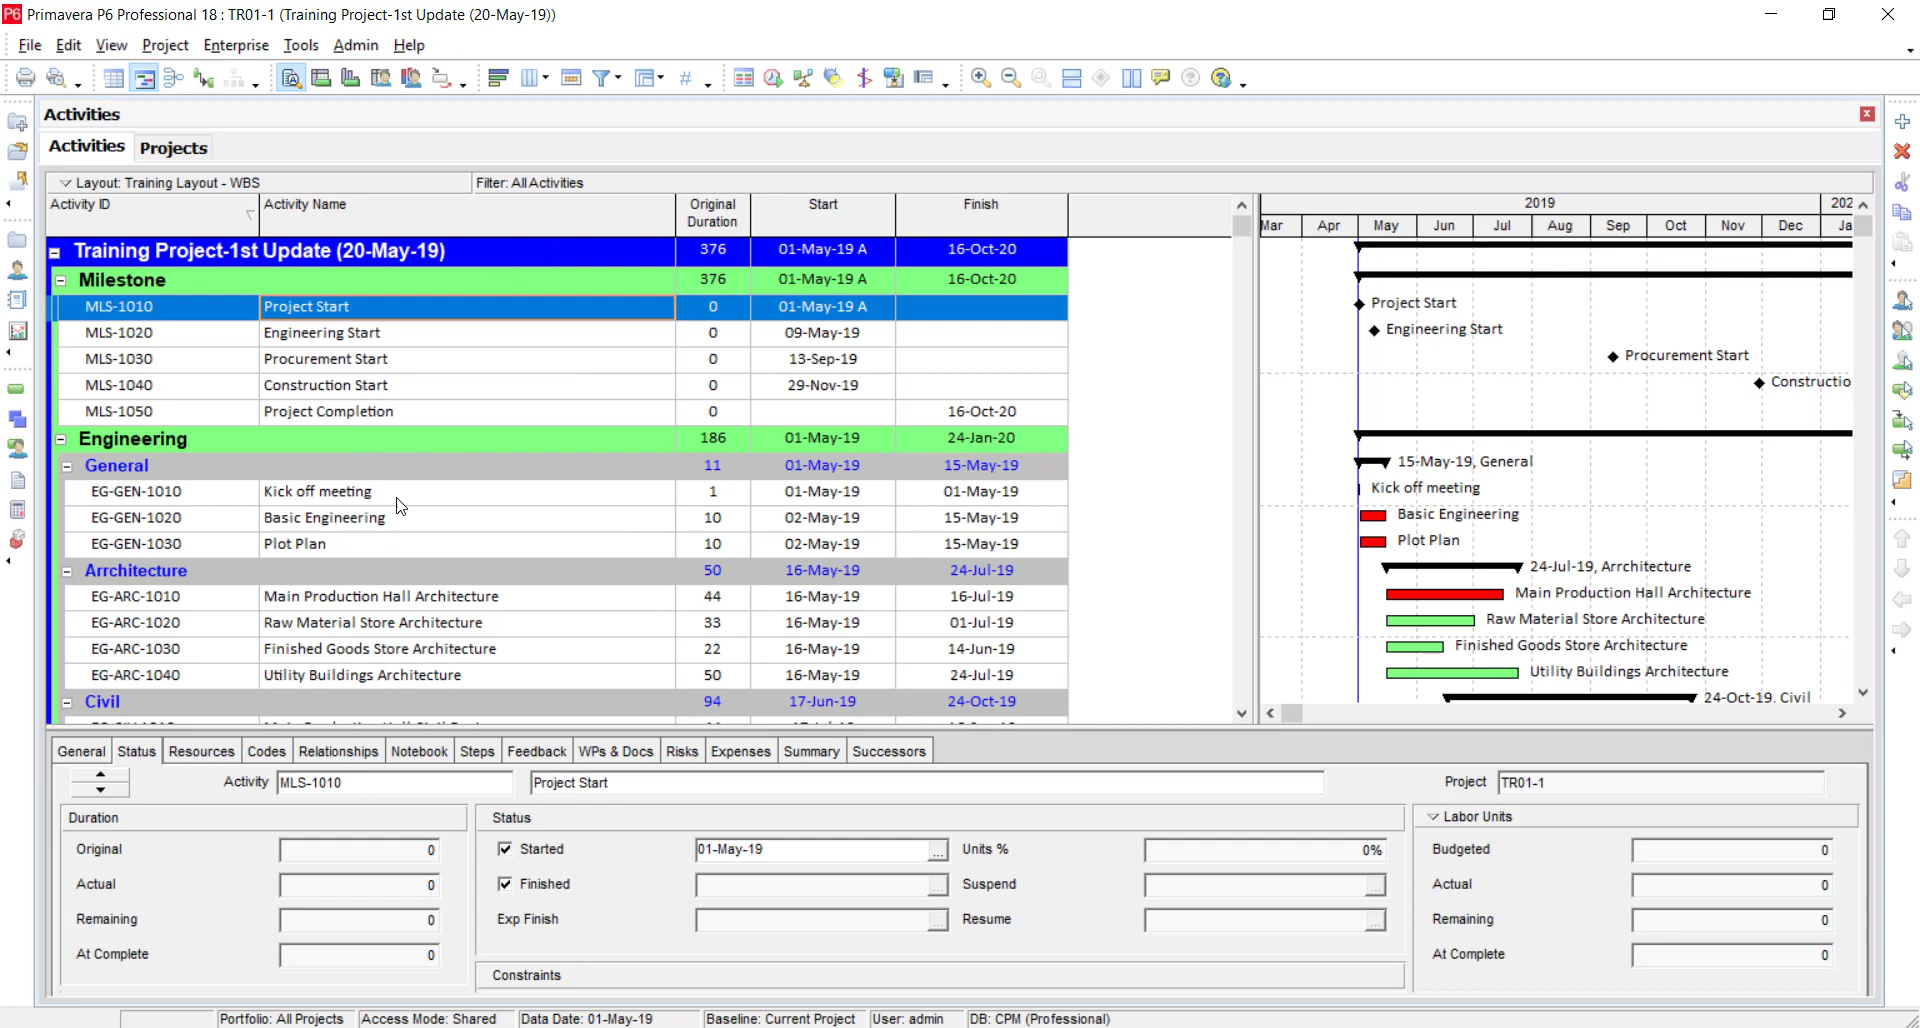 P6 Primavera P6 Professional 18 : TR01-1 (Training Project-1st Update (20-May-19))
File Edit View Project Enterprise Tools Admin Help
Activities
Activities Projects
Layout: Training Layout - WBS Filter: All Activities
Activity ID Activity Name Original Duration Start Finish
2019 202
Mar Apr May Jun Jul Aug Sep Oct Nov Dec Ja
Training Project-1st Update (20-May-19) 376 01-May-19 A 16-Oct-20
Milestone 376 01-May-19 A 16-Oct-20
MLS-1010 Project Start 0 01-May-19 A Project Start
MLS-1020 Engineering Start 0 09-May-19 Engineering Start
MLS-1030 Procurement Start 0 13-Sep-19 Procurement Start
MLS-1040 Construction Start 0 29-Nov-19 Constructio
MLS-1050 Project Completion 0 16-Oct-20
Engineering 186 01-May-19 24-Jan-20
General 11 01-May-19 15-May-19 15-May-19, General
EG-GEN-1010 Kick off meeting 1 01-May-19 01-May-19 Kick off meeting
EG-GEN-1020 Basic Engineering 10 02-May-19 15-May-19 Basic Engineering
EG-GEN-1030 Plot Plan 10 02-May-19 15-May-19 Plot Plan
Arrchitecture 50 16-May-19 24-Jul-19 24-Jul-19, Arrchitecture
EG-ARC-1010 Main Production Hall Architecture 44 16-May-19 16-Jul-19 Main Production Hall Architecture
EG-ARC-1020 Raw Material Store Architecture 33 16-May-19 01-Jul-19 Raw Material Store Architecture
EG-ARC-1030 Finished Goods Store Architecture 22 16-May-19 14-Jun-19 Finished Goods Store Architecture
EG-ARC-1040 Utility Buildings Architecture 50 16-May-19 24-Jul-19 Utility Buildings Architecture
Civil 94 17-Jun-19 24-Oct-19 24-Oct-19, Civil
General Status Resources Codes Relationships Notebook Steps Feedback WPs & Docs Risks Expenses Summary Successors
Activity MLS-1010 Project Start Project TR01-1
Duration Status Labor Units
Original 0 Started 01-May-19 ... Units % 0% Budgeted 0
Actual 0 Finished ... Suspend ... Actual 0
Remaining 0 Exp Finish ... Resume ... Remaining 0
At Complete 0 At Complete 0
Constraints
Portfolio: All Projects Access Mode: Shared Data Date: 01-May-19 Baseline: Current Project User: admin DB: CPM (Professional)